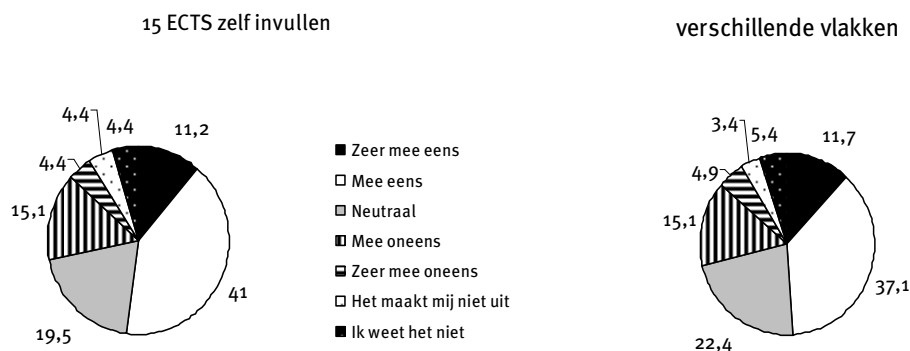 15 ECTS zelf invullen
4,4
4,4
11,2
4,4
15,1
19,5
41
Zeer mee eens
Mee eens
Neutraal
Mee oneens
Zeer mee oneens
Het maakt mij niet uit
Ik weet het niet
verschillende vlakken
3,4
5,4
11,7
4,9
15,1
22,4
37,1